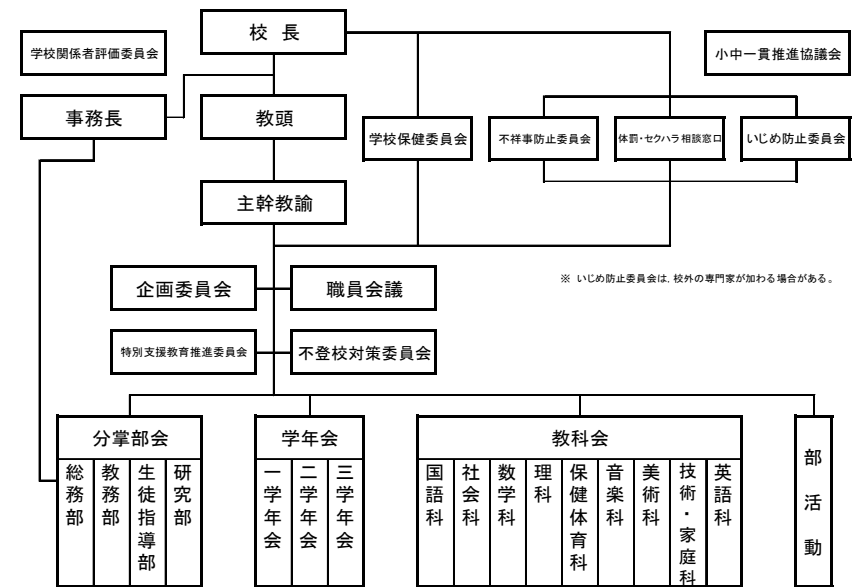 校 長
学校関係者評価委員会
小中一貫推進協議会
事務長
教頭
学校保健委員会
不祥事防止委員会
体罰・セクハラ相談窓口
いじめ防止委員会
主幹教諭
企画委員会
職員会議
※ いじめ防止委員会は、校外の専門家が加わる場合がある。
特別支援教育推進委員会
不登校対策委員会
分掌部会
総務部
教務部
生徒指導部
研究部
学年会
一学年会
二学年会
三学年会
教科会
国語科
社会科
数学科
理科
保健体育科
音楽科
美術科
技術・家庭科
英語科
部活動